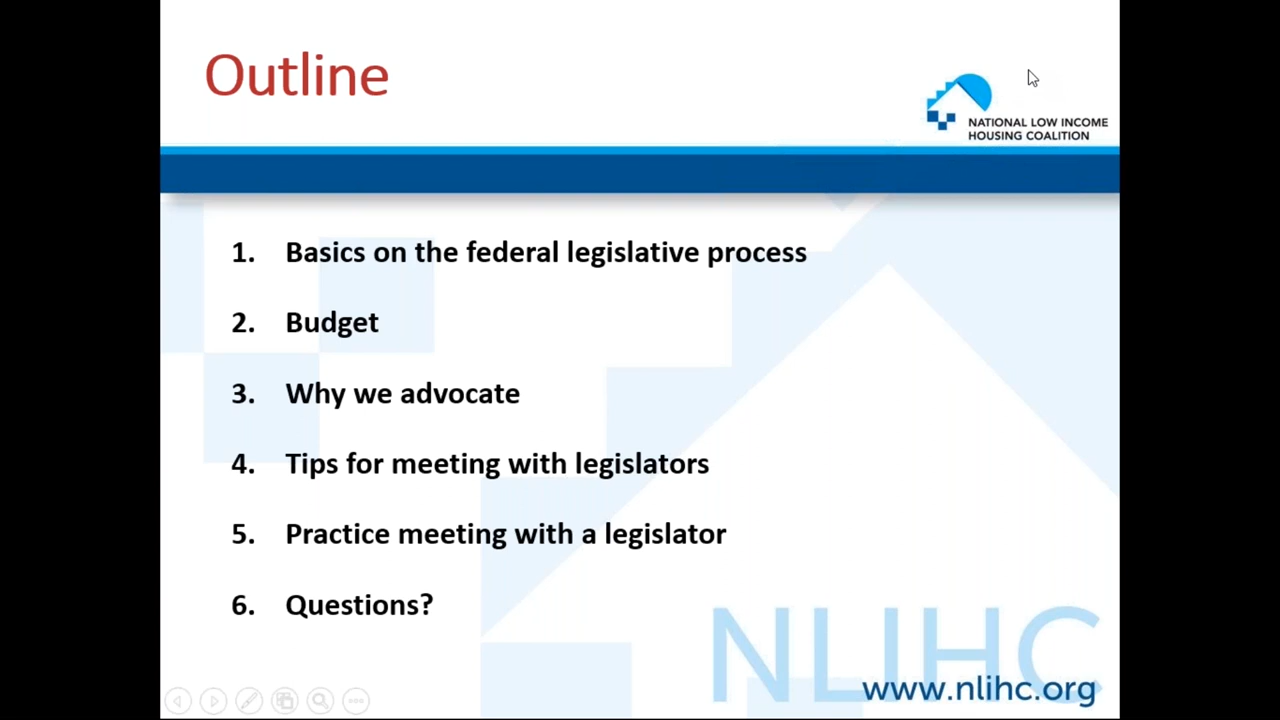 Outline
NATIONAL LOW INCOME
HOUSING COALITION
1. Basics on the federal legislative process
2. Budget
3. Why we advocate
4. Tips for meeting with legislators
5. Practice meeting with a legislator
6. Questions?
NLIHC
www.nlihc.org